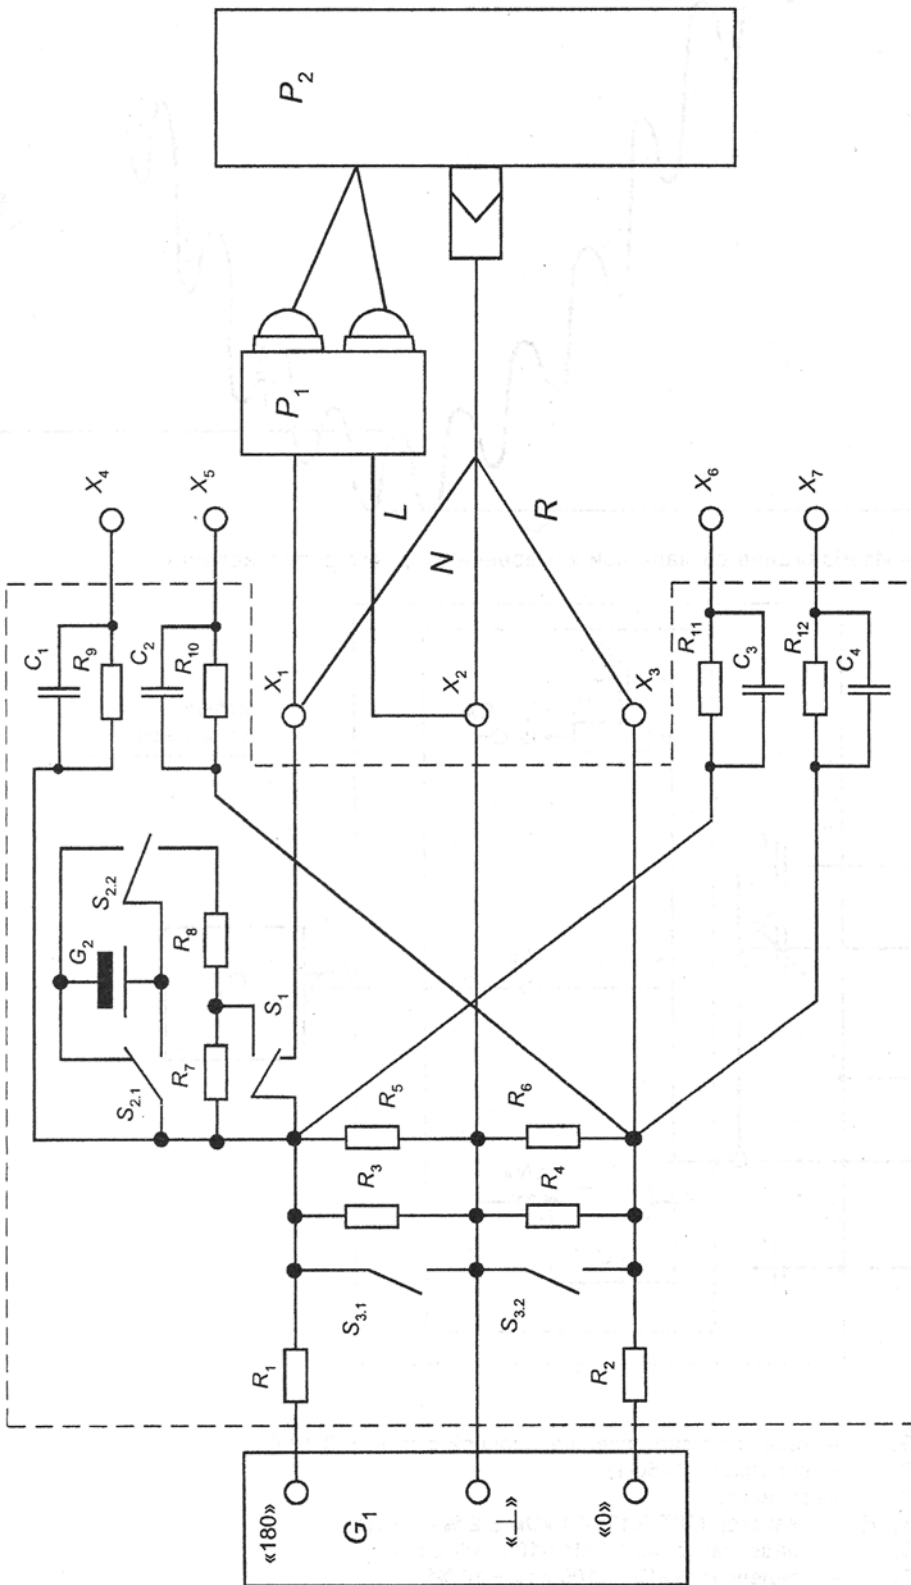 P₂
P₁
X₄
X₅
L
N
R
X₆
X₇
C₁
R₉
C₂
R₁₀
X₁
X₂
X₃
R₁₁
C₃
R₁₂
C₄
S₂.₂
G₂
R₈
S₁
S₂.₁
R₇
R₅
R₆
R₃
R₄
S₃.₁
S₃.₂
R₁
R₂
«180»
G₁
«⊥»
«0»